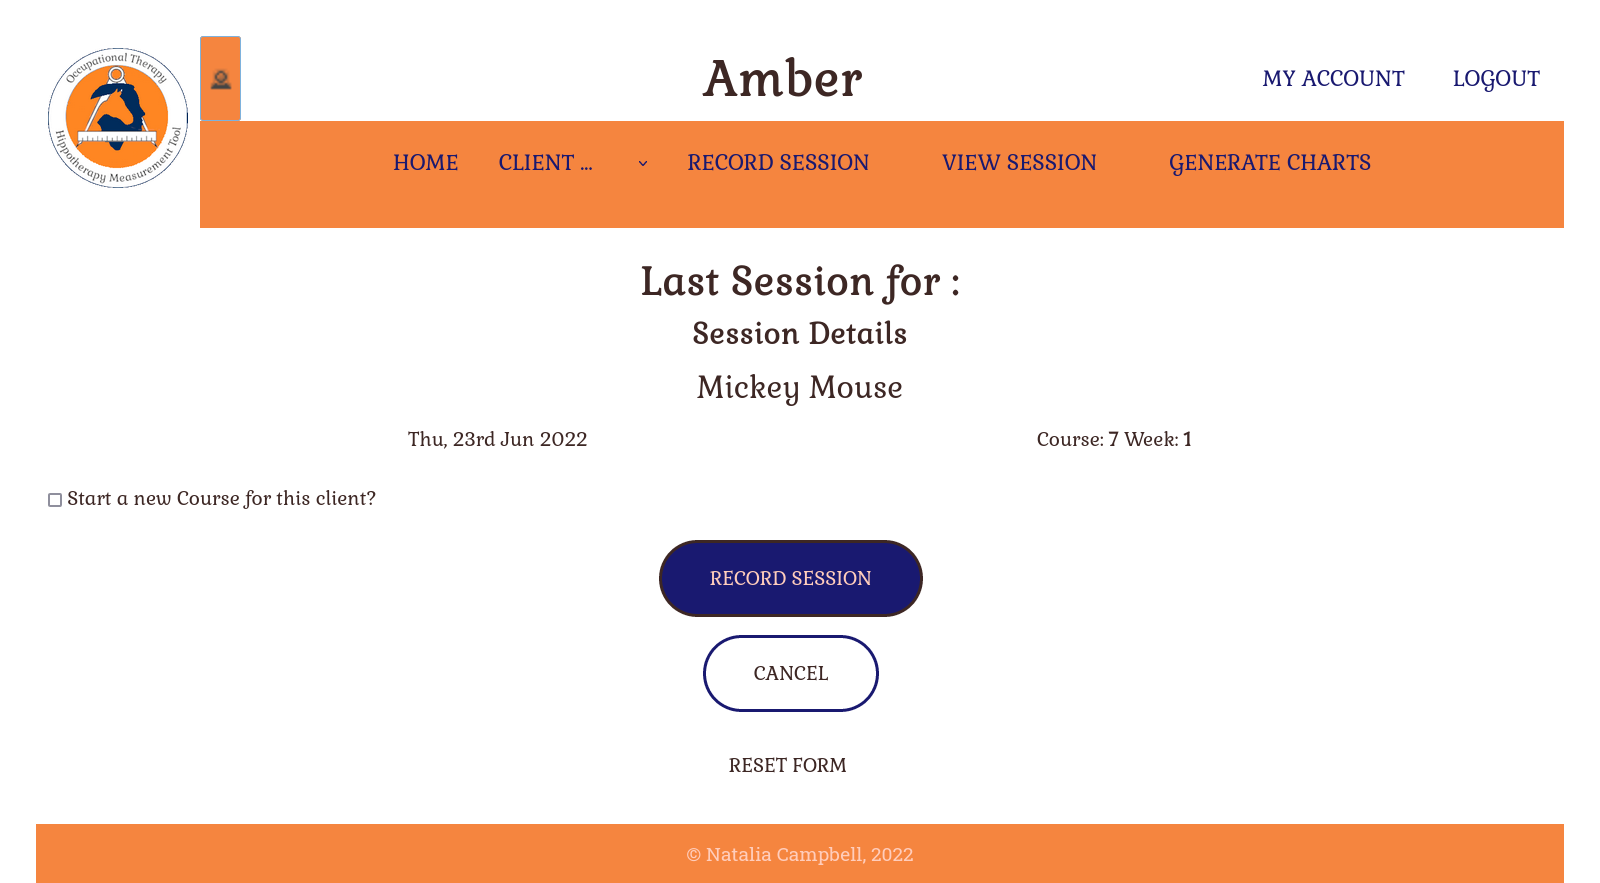 Occupational Therapy
Hippotherapy Measurement Tool
Amber
MY ACCOUNT LOGOUT
HOME CLIENT ... RECORD SESSION VIEW SESSION GENERATE CHARTS
Last Session for :
Session Details
Mickey Mouse
Thu, 23rd Jun 2022 Course: 7 Week: 1
Start a new Course for this client?
RECORD SESSION
CANCEL
RESET FORM
© Natalia Campbell, 2022